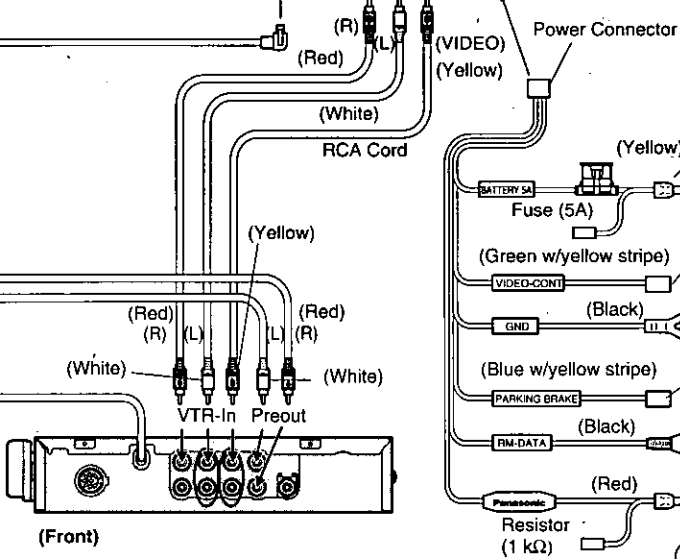 (R)
(L)
(VIDEO)
(Red)
(Yellow)
(White)
RCA Cord
Power Connector
(Yellow)
BATTERY 5A
Fuse (5A)
(Yellow)
(Green w/yellow stripe)
VIDEO-CONT
(Black)
GND
(Red)
(R)
(L)
(L)
(Red)
(R)
(White)
(White)
(Blue w/yellow stripe)
PARKING BRAKE
VTR-In
Preout
(Black)
RM-DATA
(Red)
Panasonic
Resistor
(1 kΩ)
(Front)